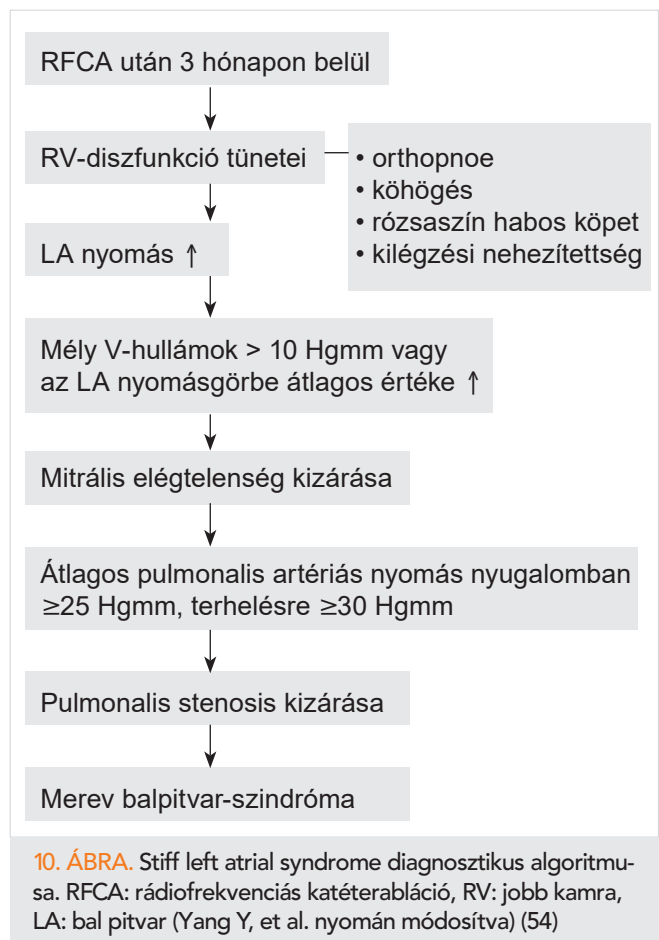 RFCA után 3 hónapon belül
RV-diszfunkció tünetei
• orthopnoe
• köhögés
• rózsaszín habos köpet
• kilégzési nehezítettség
LA nyomás ↑
Mély V-hullámok > 10 Hgmm vagy
az LA nyomásgörbe átlagos értéke ↑
Mitrális elégtelenség kizárása
Átlagos pulmonalis artériás nyomás nyugalomban
≥25 Hgmm, terhelésre ≥30 Hgmm
Pulmonalis stenosis kizárása
Merev balpitvar-szindróma
10. ÁBRA. Stiff left atrial syndrome diagnosztikus algoritmu-
sa. RFCA: rádiofrekvenciás katéterabláció, RV: jobb kamra,
LA: bal pitvar (Yang Y, et al. nyomán módosítva) (54)